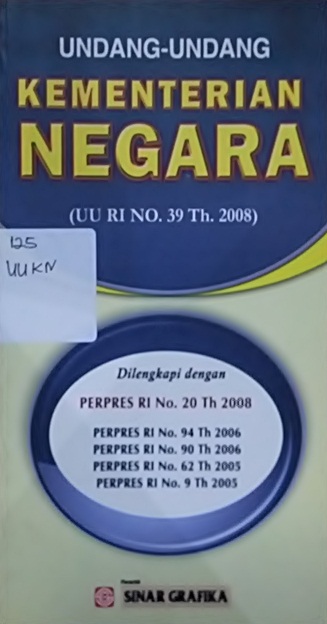 UNDANG-UNDANG
KEMENTERIAN
NEGARA
(UU RI NO. 39 Th. 2008)
125
UUKN
Dilengkapi dengan
PERPRES RI No. 20 Th 2008
PERPRES RI No. 94 Th 2006
PERPRES RI No. 90 Th 2006
PERPRES RI No. 62 Th 2005
PERPRES RI No. 9 Th 2005
Penerbit
SINAR GRAFIKA